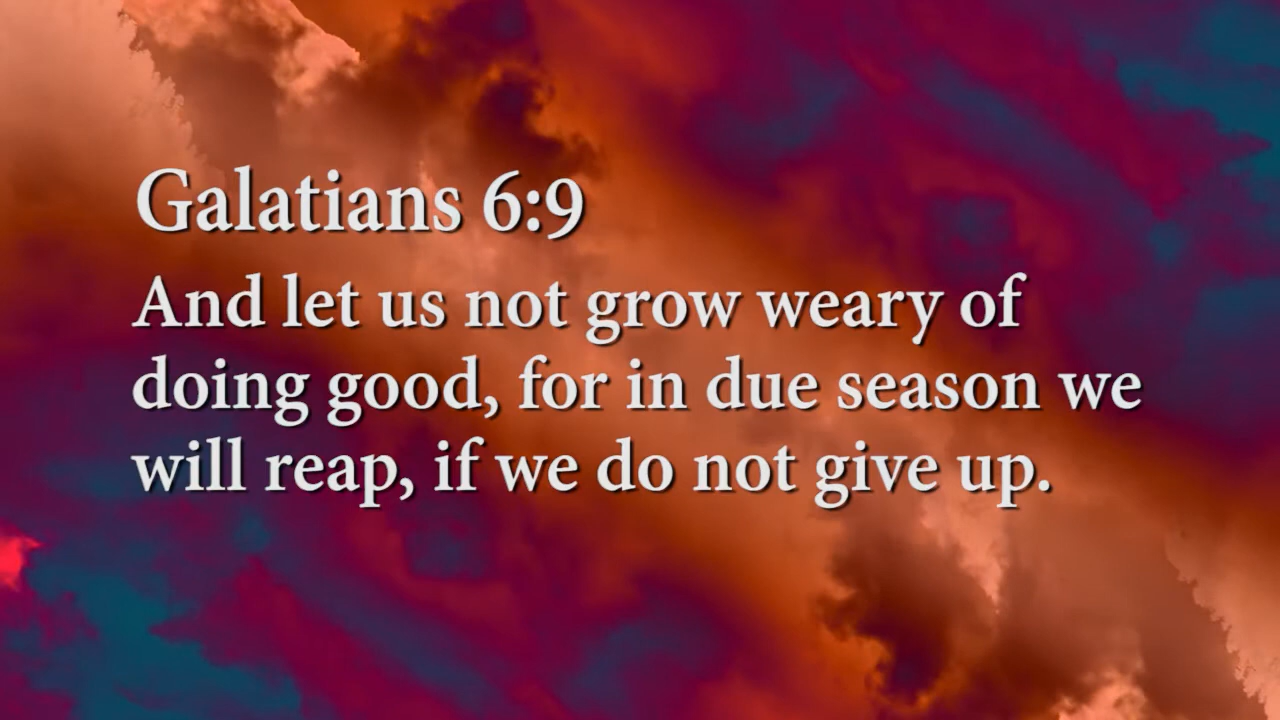 Galatians 6:9
And let us not grow weary of
doing good, for in due season we
will reap, if we do not give up.